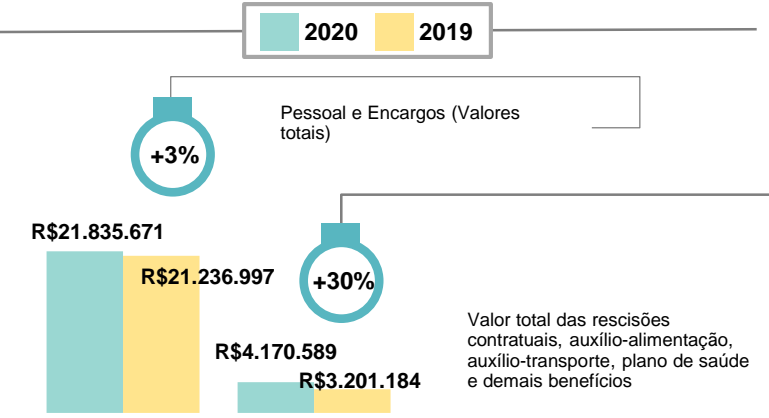 2020 2019
Pessoal e Encargos (Valores
totais)
+3%
R$21.835.671
R$21.236.997
+30%
R$4.170.589
R$3.201.184
Valor total das rescisões
contratuais, auxílio-alimentação,
auxílio-transporte, plano de saúde
e demais benefícios